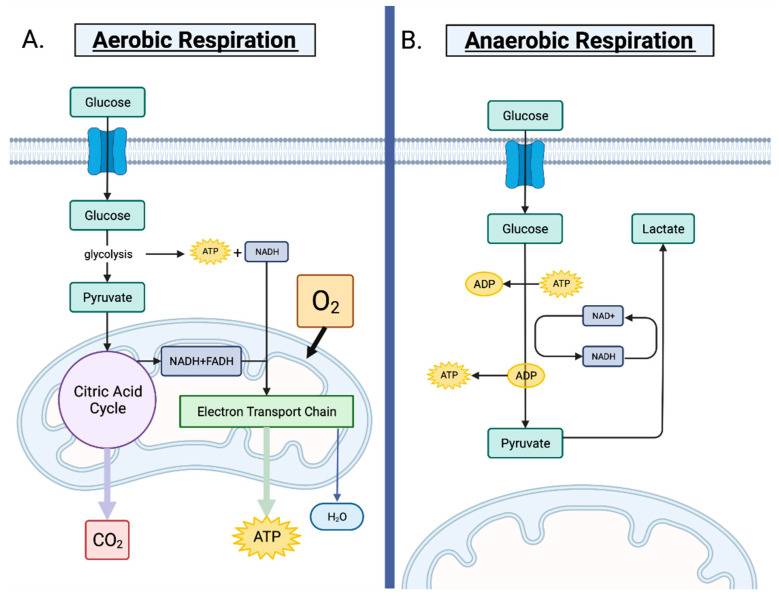 A.
Aerobic Respiration
Glucose
Glucose
glycolysis
ATP + NADH
Pyruvate
O₂
NADH+FADH
Citric Acid
Cycle
Electron Transport Chain
H₂O
CO₂
ATP
B.
Anaerobic Respiration
Glucose
Glucose
Lactate
ADP
ATP
NAD+
NADH
ATP
ADP
Pyruvate